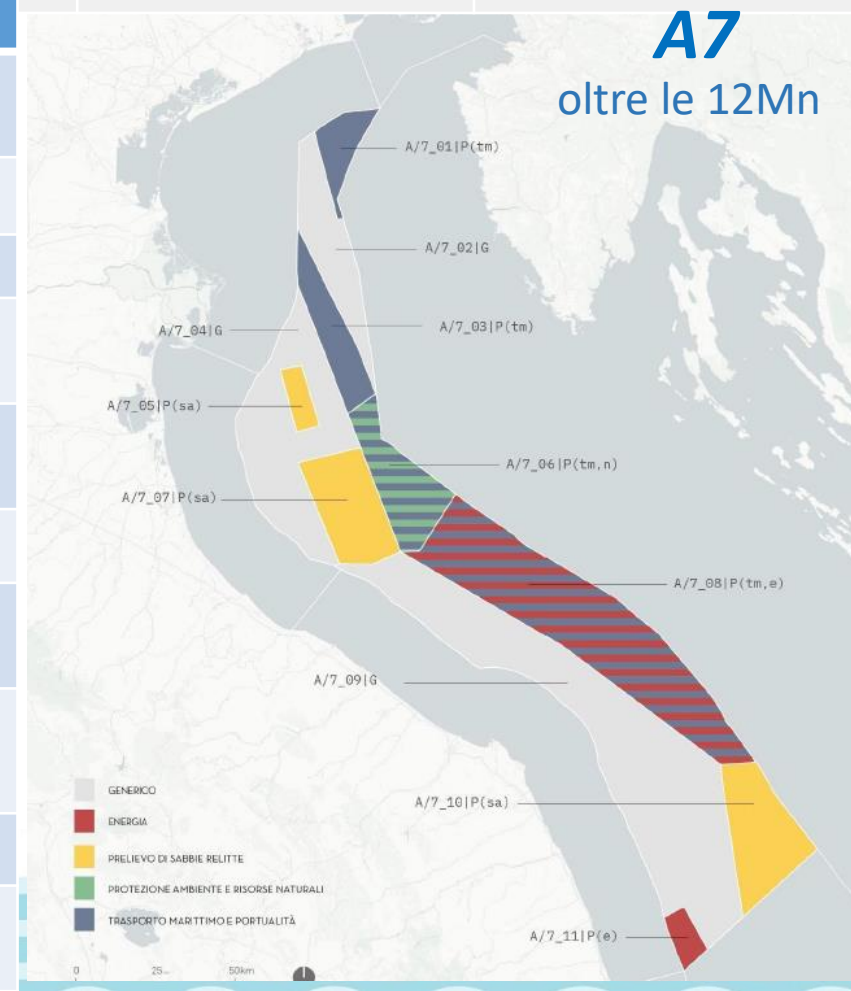 A7
oltre le 12Mn
A/7_01|P(tm)
A/7_02|G
A/7_03|P(tm)
A/7_04|G
A/7_05|P(sa)
A/7_06|P(tm,n)
A/7_07|P(sa)
A/7_08|P(tm,e)
A/7_09|G
A/7_10|P(sa)
A/7_11|P(e)
GENERICO
ENERGIA
PRELIEVO DI SABBIE RELITTE
PROTEZIONE AMBIENTE E RISORSE NATURALI
TRASPORTO MARITTIMO E PORTUALITÀ
0 25 50km